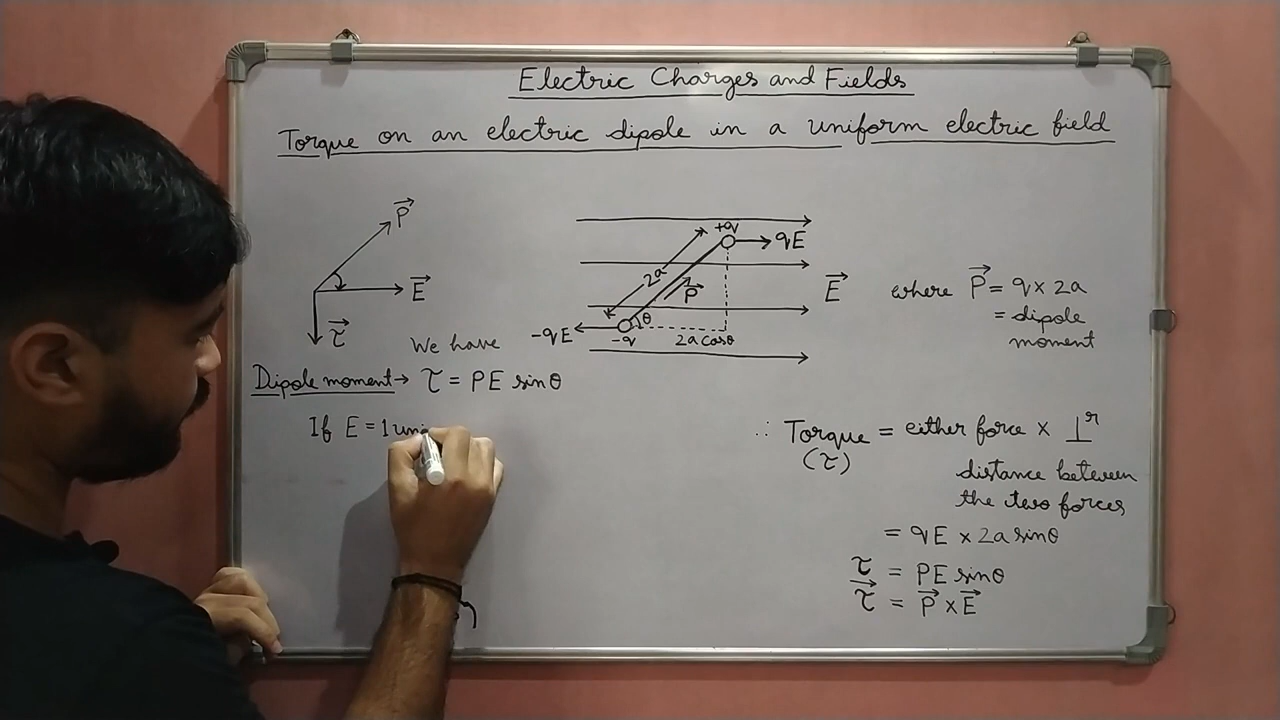 Electric Charges and Fields
Torque on an electric dipole in a uniform electric field
P⃗
E⃗
τ⃗
+q
qE
2a
P⃗
θ
-qE
-q
2a cosθ
E⃗
where P⃗ = q × 2a
= dipole
moment
We have
Dipole moment → τ = PE sinθ
If E = 1 uni
∴ Torque = either force × ⊥r
(τ)
distance between
the two forces
= qE × 2a sinθ
τ = PE sinθ
τ⃗ = P⃗ × E⃗